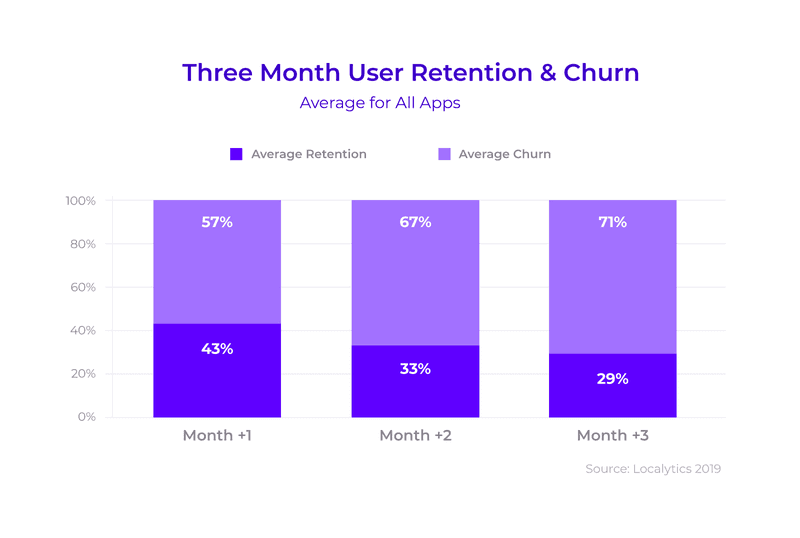 Three Month User Retention & Churn
Average for All Apps
Average Retention
Average Churn
100%
80%
60%
40%
20%
0%
57%
67%
71%
43%
33%
29%
Month +1
Month +2
Month +3
Source: Localytics 2019